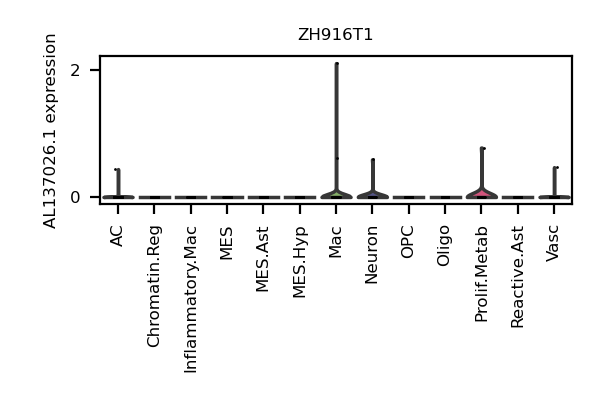 ZH916T1
AL137026.1 expression
2
0
AC
Chromatin.Reg
Inflammatory.Mac
MES
MES.Ast
MES.Hyp
Mac
Neuron
OPC
Oligo
Prolif.Metab
Reactive.Ast
Vasc